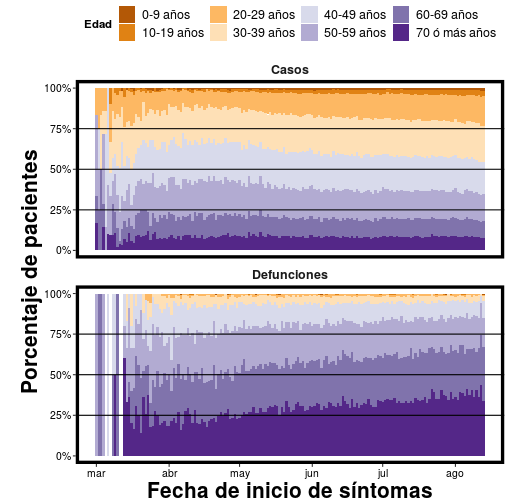 Edad
0-9 años 20-29 años 40-49 años 60-69 años
10-19 años 30-39 años 50-59 años 70 ó más años
Casos
100%
75%
50%
25%
0%
Defunciones
100%
75%
50%
25%
0%
Porcentaje de pacientes
mar abr may jun jul ago
Fecha de inicio de síntomas